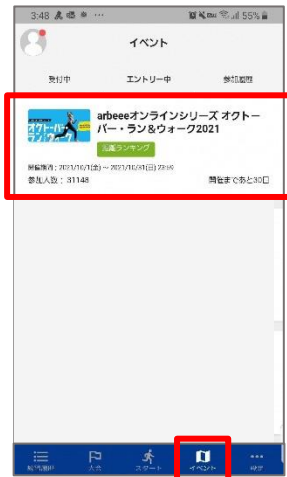 3:48
55%
イベント
受付中 エントリー中 参加履歴
arbeeeオンラインシリーズ オクトー
バー・ラン&ウォーク2021
オクトーバー
ラン&ウォーク
距離ランキング
開催期間：2021/10/1(金)～2021/10/31(日) 23:59
参加人数：31148 開催まであと30日
大会 スタート イベント